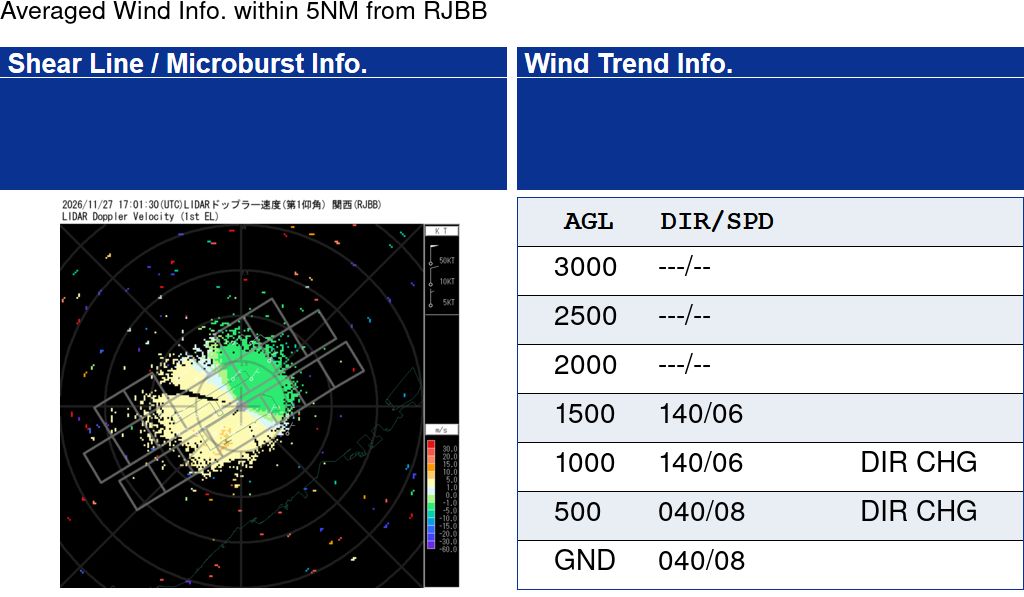 Averaged Wind Info. within 5NM from RJBB
Shear Line / Microburst Info.
Wind Trend Info.
2026/11/27 17:01:30(UTC)LIDARドップラー速度(第1仰角) 関西(RJBB)
LIDAR Doppler Velocity (1st EL)
K T
50KT
10KT
5KT
m/s
30.0
20.0
15.0
10.0
5.0
1.0
0.0
-1.0
-5.0
-10.0
-15.0
-20.0
-30.0
-60.0
AGL DIR/SPD
3000 ---/--
2500 ---/--
2000 ---/--
1500 140/06
1000 140/06 DIR CHG
500 040/08 DIR CHG
GND 040/08